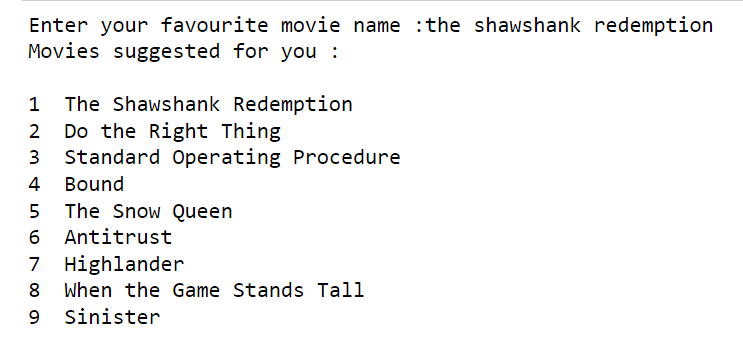 Enter your favourite movie name :the shawshank redemption
Movies suggested for you :
1 The Shawshank Redemption
2 Do the Right Thing
3 Standard Operating Procedure
4 Bound
5 The Snow Queen
6 Antitrust
7 Highlander
8 When the Game Stands Tall
9 Sinister